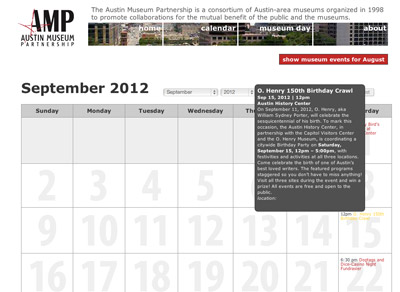 AMP
AUSTIN MUSEUM
PARTNERSHIP
The Austin Museum Partnership is a consortium of Austin-area museums organized in 1998
to promote collaborations for the mutual benefit of the public and the museums.
home calendar museum day about
show museum events for August
September 2012
September 2012
O. Henry 150th Birthday Crawl
Sep 15, 2012 | 12pm
Austin History Center
On September 11, 2012, O. Henry, aka
William Sydney Porter, will celebrate the
sesquicentennial of his birth. To mark this
occasion, the Austin History Center, in
partnership with the Capitol Visitors Center
and the O. Henry Museum, is coordinating a
citywide Birthday Party on Saturday,
September 15, 12pm – 5:00pm, with
festivities and activities at all three locations.
Come celebrate the birth of one of Austin's
best loved writers. The featured programs
staggered so you don't have to miss anything!
Visit all three sites during the event and win a
prize! All events are free and open to the
public.
location:
Sunday Monday Tuesday Wednesday Th rday
2 3 4 5 8
9 10 11 12 13 14 15
12pm
16 17 18 19 20 21 22
6:30 pm Onstage and
Vice-Casino Night
Fundraiser